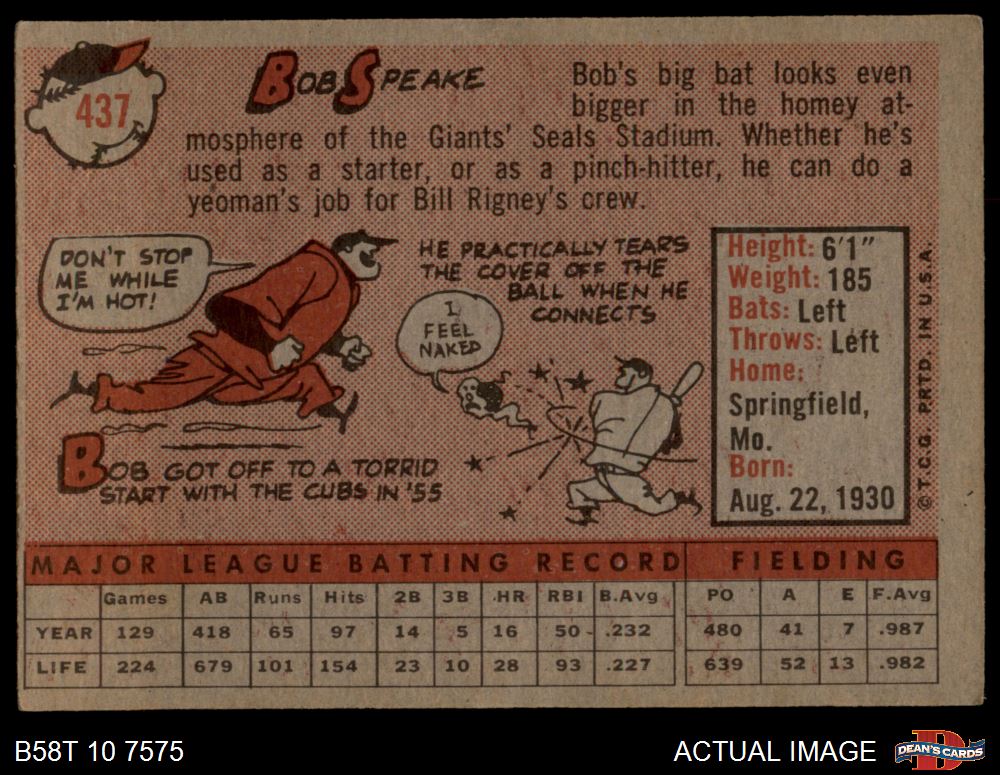 437
BOB SPEAKE
Bob's big bat looks even
bigger in the homey at-
mosphere of the Giants' Seals Stadium. Whether he's
used as a starter, or as a pinch-hitter, he can do a
yeoman's job for Bill Rigney's crew.
DON'T STOP
ME WHILE
I'M HOT!
BOB GOT OFF TO A TORRID
START WITH THE CUBS IN '55
HE PRACTICALLY TEARS
THE COVER OFF THE
BALL WHEN HE
CONNECTS
I
FEEL
NAKED
Height: 6'1"
Weight: 185
Bats: Left
Throws: Left
Home:
Springfield,
Mo.
Born:
Aug. 22, 1930
© T.C.G. PRTD. IN U.S.A.
MAJOR LEAGUE BATTING RECORD FIELDING
Games AB Runs Hits 2B 3B HR RBI B.Avg PO A E F.Avg
YEAR 129 418 65 97 14 5 16 50 .232 480 41 7 .987
LIFE 224 679 101 154 23 10 28 93 .227 639 52 13 .982
B58T 10 7575
ACTUAL IMAGE
DEAN'S CARDS